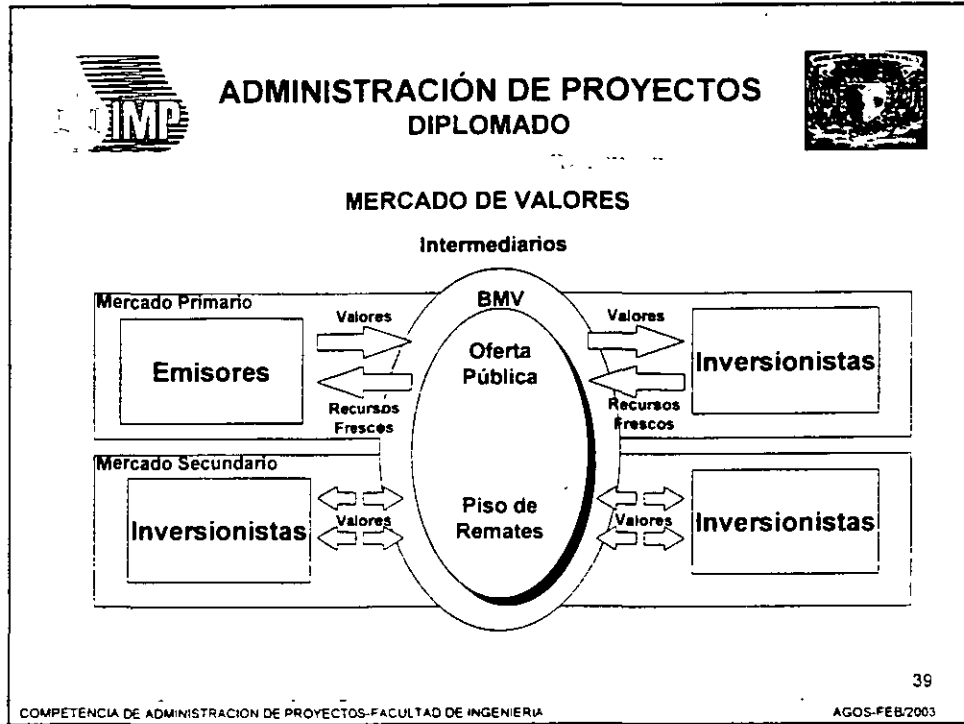 IMP
ADMINISTRACIÓN DE PROYECTOS
DIPLOMADO
MERCADO DE VALORES
Intermediarios
Mercado Primario
BMV
Emisores
Valores
Recursos
Frescos
Oferta
Pública
Valores
Recursos
Frescos
Inversionistas
Mercado Secundario
Inversionistas
Valores
Piso de
Remates
Valores
Inversionistas
39
COMPETENCIA DE ADMINISTRACION DE PROYECTOS-FACULTAD DE INGENIERIA
AGOS-FEB/2003